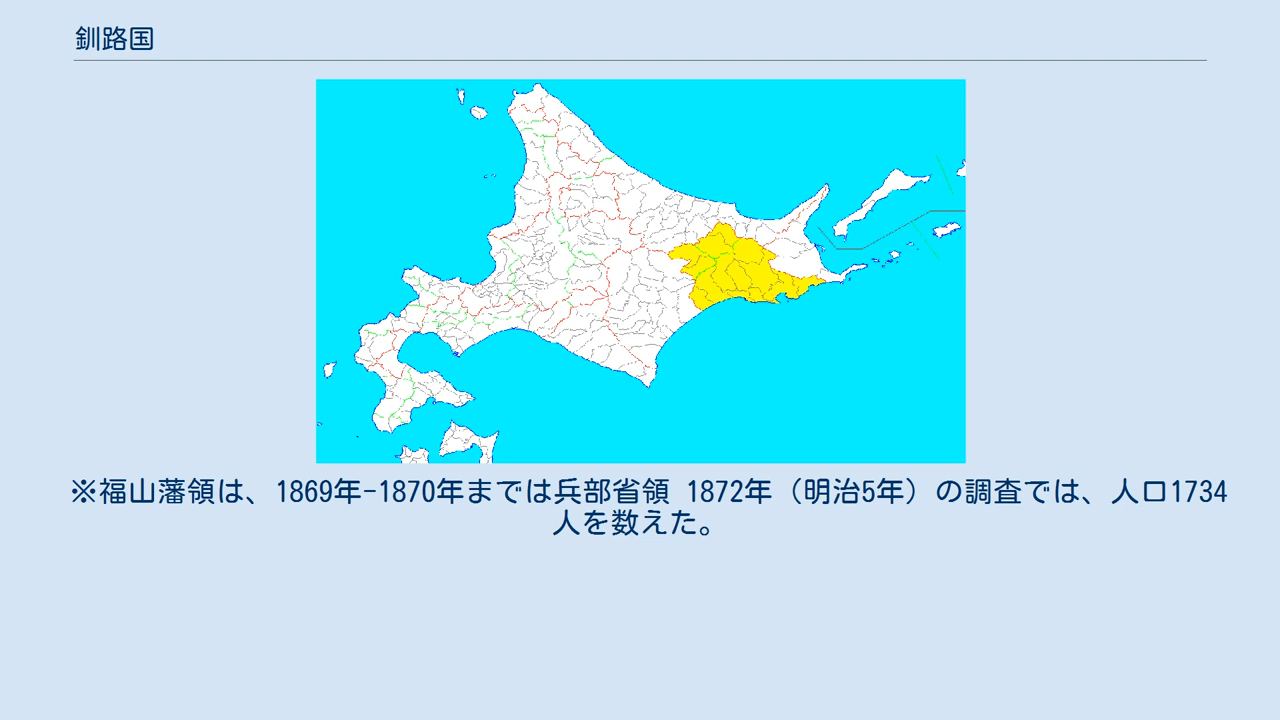 釧路国
※福山藩領は、1869年-1870年までは兵部省領 1872年（明治5年）の調査では、人口1734
人を数えた。